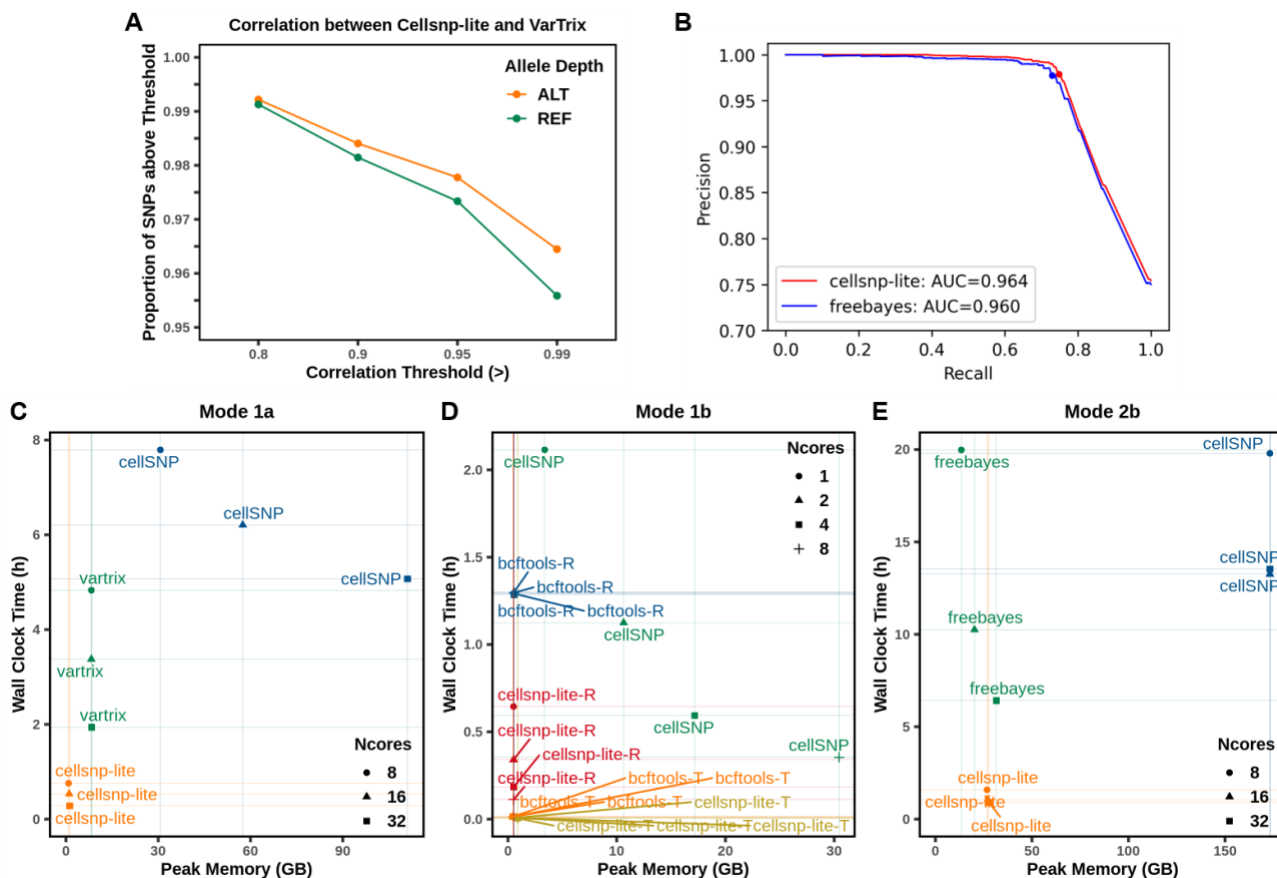 A
Correlation between Cellsnp-lite and VarTrix
Proportion of SNPs above Threshold
1.00
0.99
0.98
0.97
0.96
0.95
Allele Depth
ALT
REF
0.8 0.9 0.95 0.99
Correlation Threshold (>)
B
Precision
1.00
0.95
0.90
0.85
0.80
0.75
0.70
cellsnp-lite: AUC=0.964
freebayes: AUC=0.960
0.0 0.2 0.4 0.6 0.8 1.0
Recall
C
Mode 1a
Wall Clock Time (h)
8
6
4
2
0
cellSNP
cellSNP
cellSNP
vartrix
vartrix
vartrix
cellsnp-lite
cellsnp-lite
cellsnp-lite
Ncores
8
16
32
0 30 60 90
Peak Memory (GB)
D
Mode 1b
Wall Clock Time (h)
2.0
1.5
1.0
0.5
0.0
Ncores
1
2
4
8
cellSNP
bcftools-R
bcftools-R
bcftools-R bcftools-R
cellSNP
cellsnp-lite-R
cellSNP
cellsnp-lite-R
cellSNP
cellsnp-lite-R
cellsnp-lite-R
bcftools-T bcftools-T
bcftools-T bcftools-T cellsnp-lite-T
cellsnp-lite-T cellsnp-lite-T cellsnp-lite-T
0 10 20 30
Peak Memory (GB)
E
Mode 2b
Wall Clock Time (h)
20
15
10
5
0
cellSNP
freebayes
cellSNP
cellSNP
freebayes
freebayes
cellsnp-lite
cellsnp-lite
cellsnp-lite
Ncores
8
16
32
0 50 100 150
Peak Memory (GB)